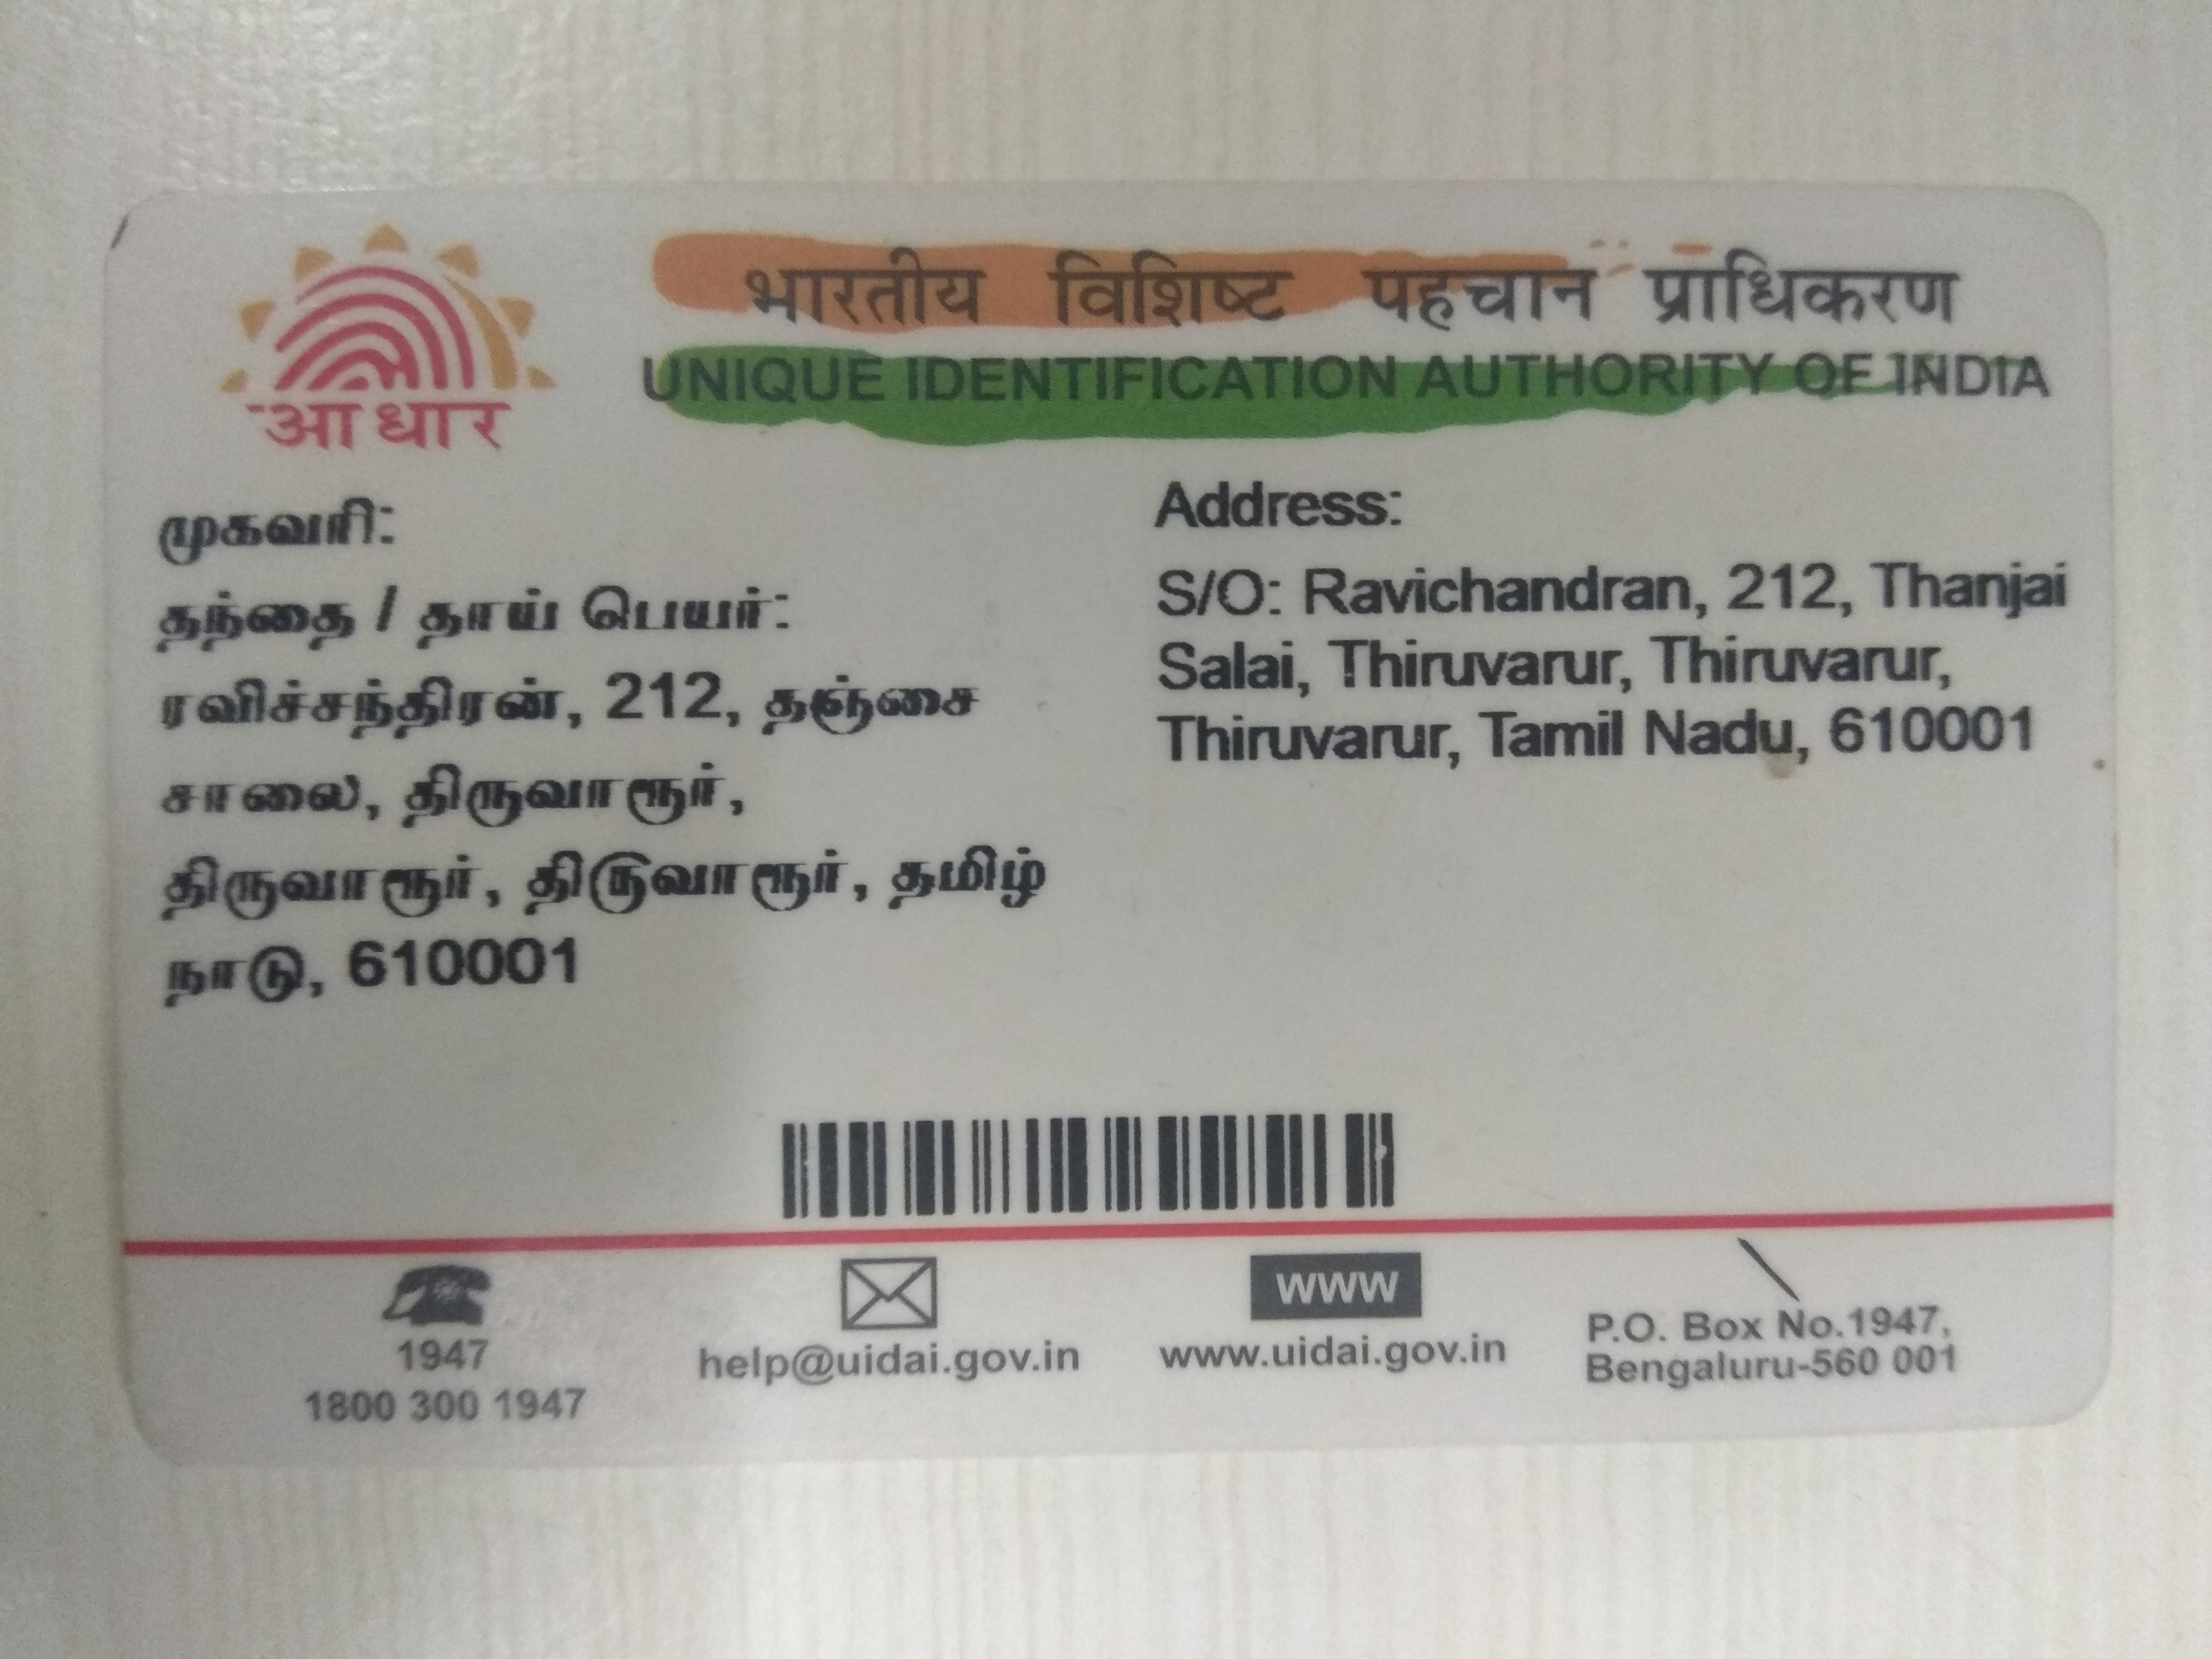 आधार
भारतीय विशिष्ट पहचान प्राधिकरण
UNIQUE IDENTIFICATION AUTHORITY OF INDIA
முகவரி:
தந்தை / தாய் பெயர்:
ரவிச்சந்திரன், 212, தஞ்சை
சாலை, திருவாரூர்,
திருவாரூர், திருவாரூர், தமிழ்
நாடு, 610001
Address:
S/O: Ravichandran, 212, Thanjai
Salai, Thiruvarur, Thiruvarur,
Thiruvarur, Tamil Nadu, 610001
1947
1800 300 1947
help@uidai.gov.in
www
www.uidai.gov.in
P.O. Box No.1947,
Bengaluru-560 001